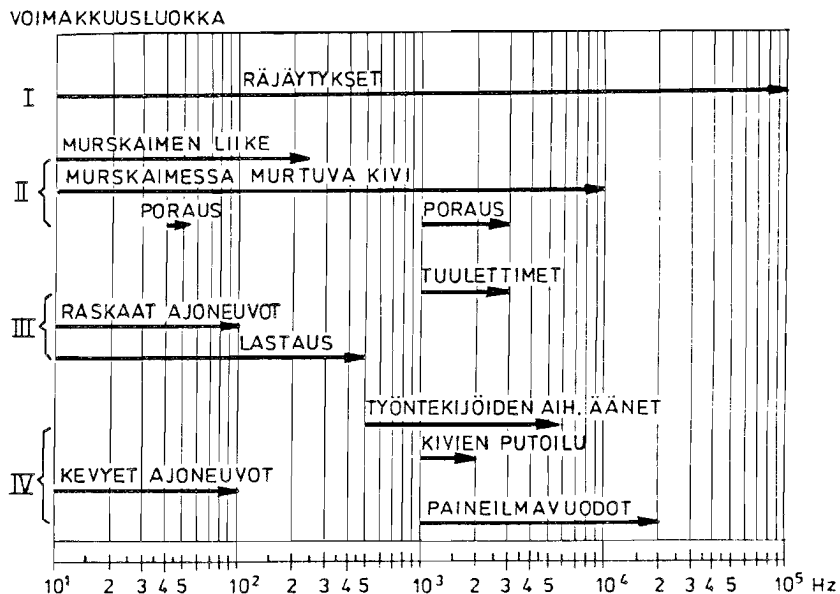 VOIMAKKUUSLUOKKA
I
RÄJÄYTYKSET
MURSKAIMEN LIIKE
II
MURSKAIMESSA MURTUVA KIVI
PORAUS PORAUS
TUULETTIMET
III
RASKAAT AJONEUVOT
LASTAUS
TYÖNTEKIJÖIDEN AIH. ÄÄNET
KIVIEN PUTOILU
IV
KEVYET AJONEUVOT
PAINEILMAVUODOT
10¹ 2 3 4 5 10² 2 3 4 5 10³ 2 3 4 5 10⁴ 2 3 4 5 10⁵ Hz